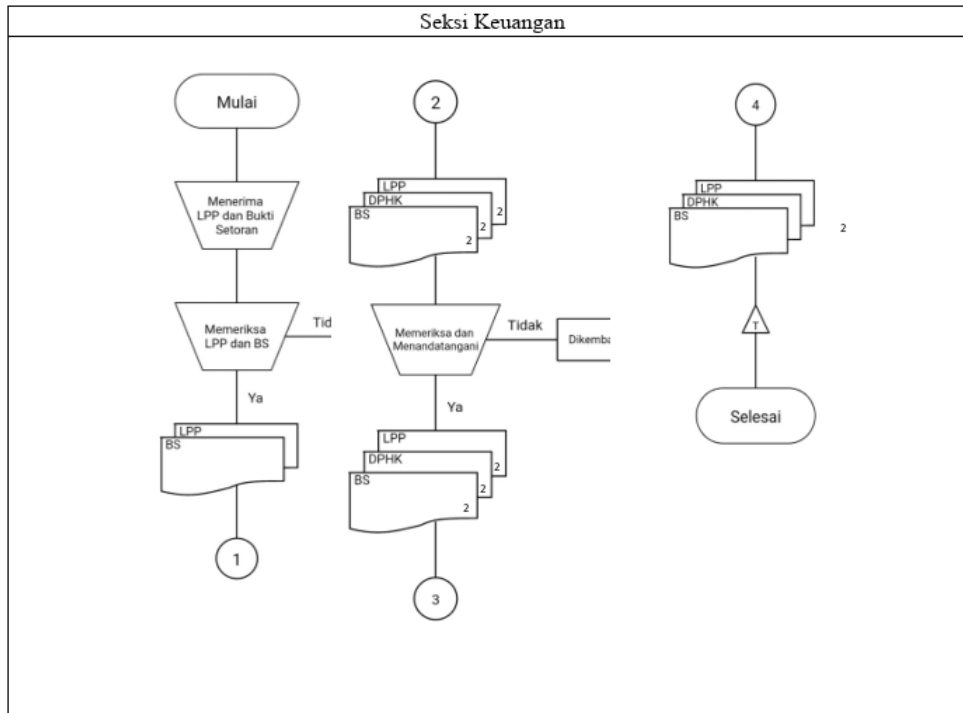 Seksi Keuangan
Mulai
Menerima
LPP dan Bukti
Setoran
Memeriksa
LPP dan BS
Tid
Ya
LPP
BS
1
2
LPP
2
DPHK
2
BS
2
Memeriksa dan
Menandatangani
Tidak
Dikemba
Ya
LPP
2
DPHK
2
BS
2
3
4
LPP
DPHK
BS
2
T
Selesai